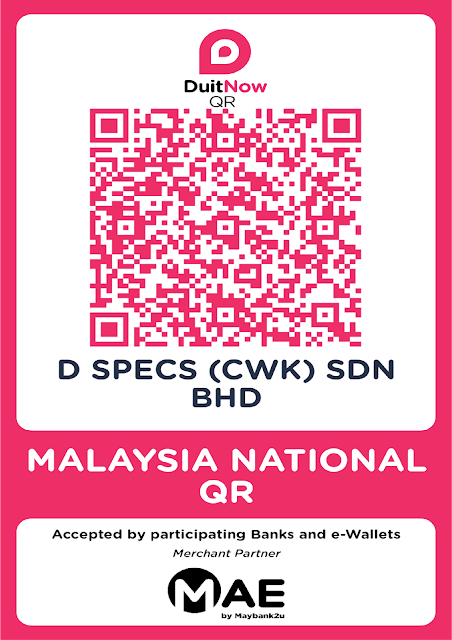 DuitNow
QR
D SPECS (CWK) SDN
BHD
MALAYSIA NATIONAL
QR
Accepted by participating Banks and e-Wallets
Merchant Partner
MAE
by Maybank2u